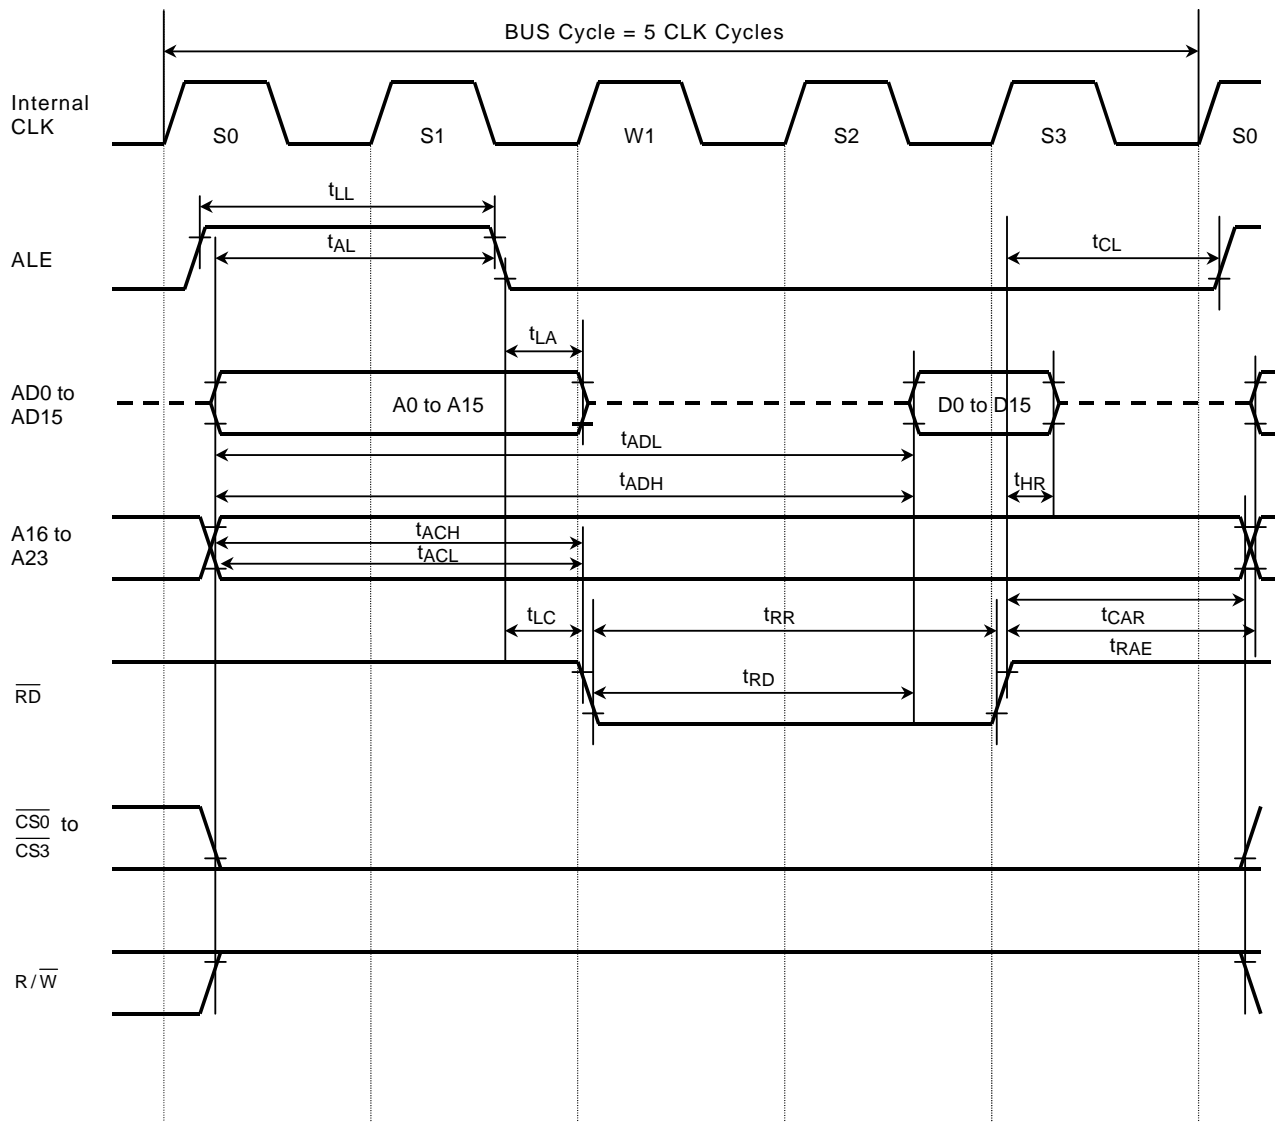 BUS Cycle = 5 CLK Cycles
Internal
CLK
S0 S1 W1 S2 S3 S0
tLL
ALE
tAL
tCL
tLA
AD0 to
AD15
A0 to A15
D0 to D15
tADL
tADH
tHR
A16 to
A23
tACH
tACL
tLC
tRR
tCAR
tRAE
RD
tRD
CS0 to
CS3
R/W